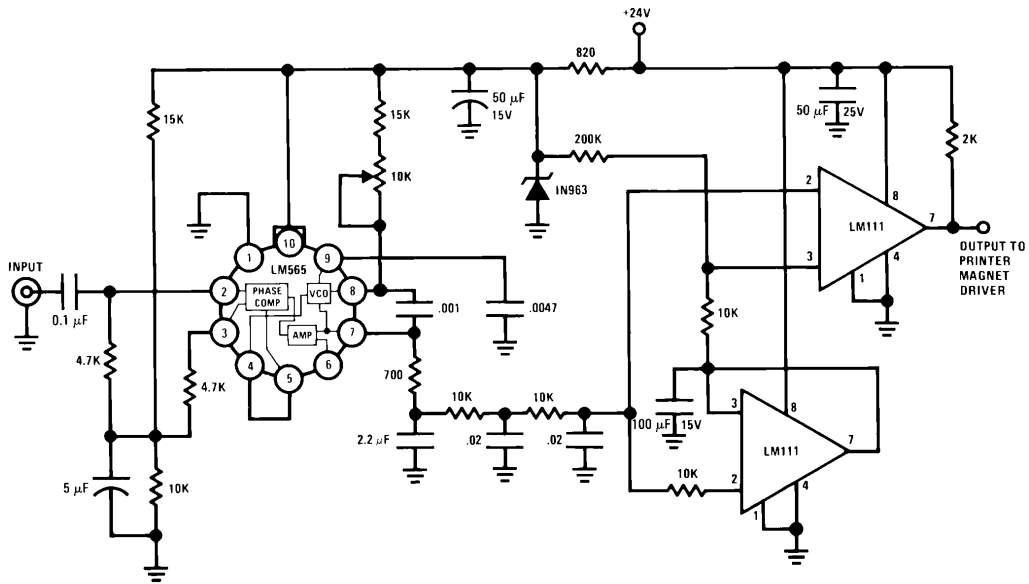 +24V
820
15K
15K
50 µF
15V
50 µF
25V
2K
10K
200K
IN963
2
8
LM111
7
3
4
1
OUTPUT TO
PRINTER
MAGNET
DRIVER
10
1
9
LM565
INPUT
2
PHASE
COMP
VCO
8
0.1 µF
.001
.0047
10K
3
AMP
7
4
5
6
4.7K
4.7K
700
10K
10K
2.2 µF
.02
.02
100 µF
15V
3
8
LM111
7
10K
2
4
1
5 µF
10K